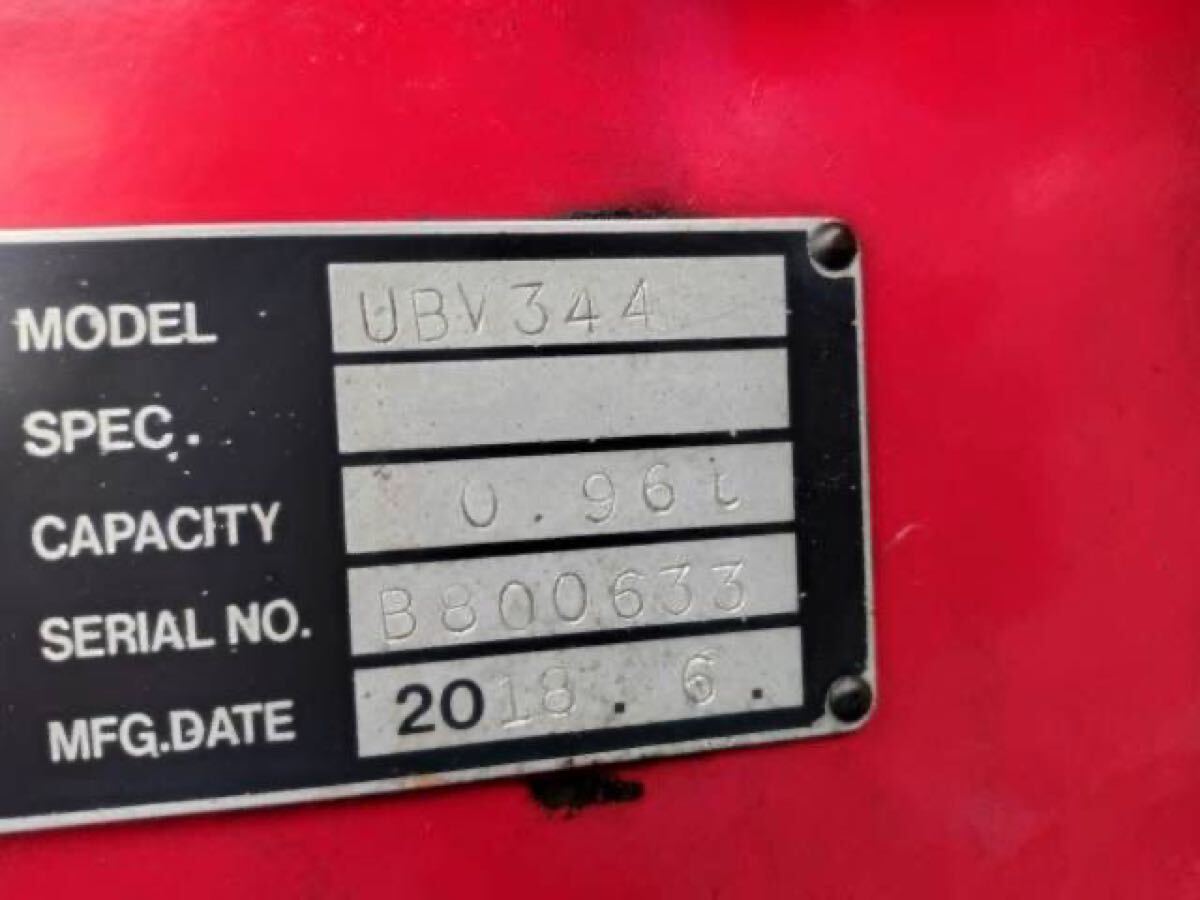 MODEL UBV344
SPEC.
CAPACITY 0.96t
SERIAL NO. B800633
MFG.DATE 2018.6.